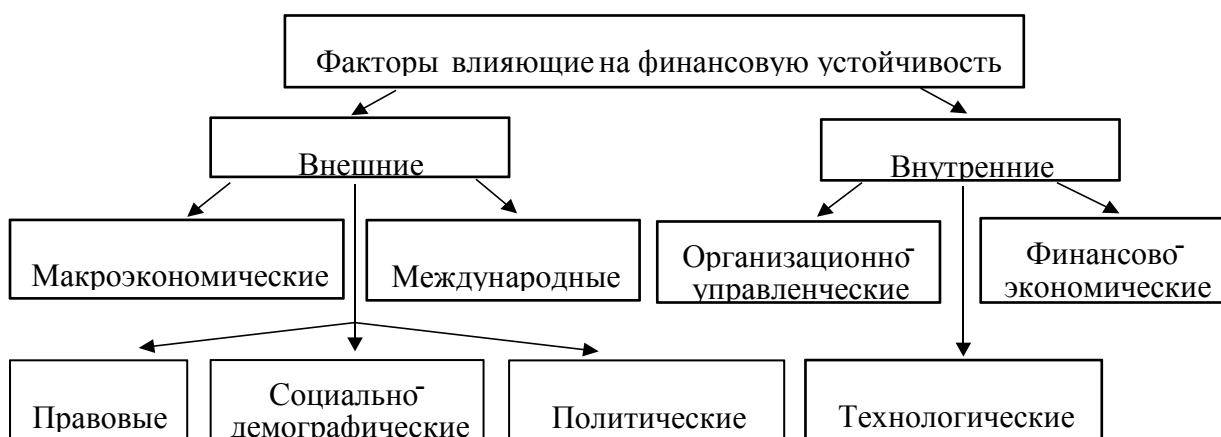 Факторы влияющие на финансовую устойчивость
Внешние
Внутренние
Макроэкономические
Международные
Организационно-
управленческие
Финансово-
экономические
Правовые
Социально-
демографические
Политические
Технологические